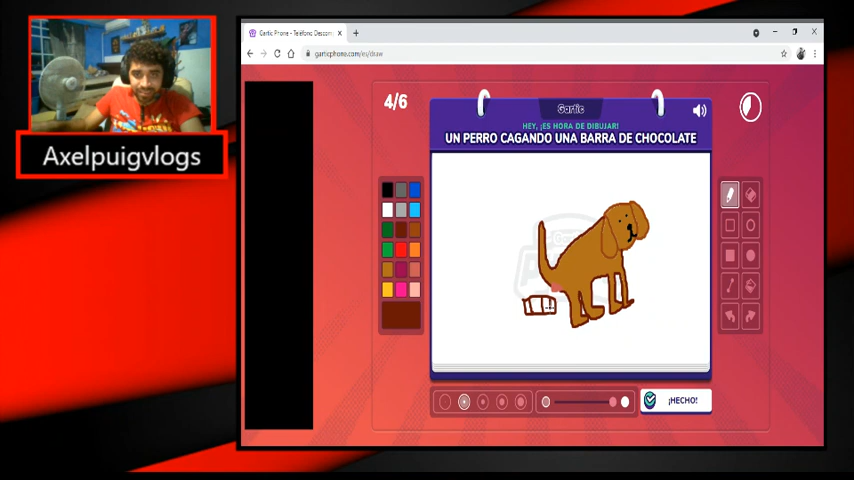 Gartic Phone - Teléfono Descom
garticphone.com/es/draw
4/6
Gartic
HEY, ¡ES HORA DE DIBUJAR!
UN PERRO CAGANDO UNA BARRA DE CHOCOLATE
Axelpuigvlogs
¡HECHO!